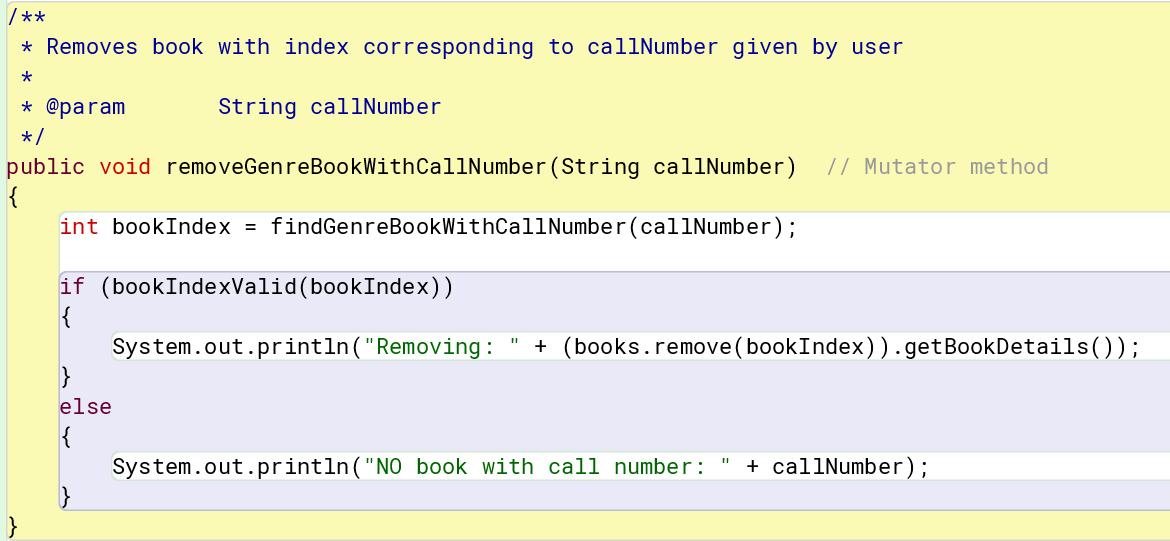 /**
 * Removes book with index corresponding to callNumber given by user
 *
 * @param       String callNumber
 */
public void removeGenreBookWithCallNumber(String callNumber)  // Mutator method
{
    int bookIndex = findGenreBookWithCallNumber(callNumber);

    if (bookIndexValid(bookIndex))
    {
        System.out.println("Removing: " + (books.remove(bookIndex)).getBookDetails());
    }
    else
    {
        System.out.println("NO book with call number: " + callNumber);
    }
}